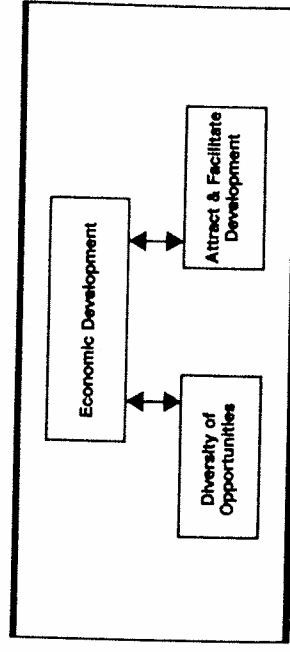 Economic Development
Diversity of
Opportunities
Attract & Facilitate
Development